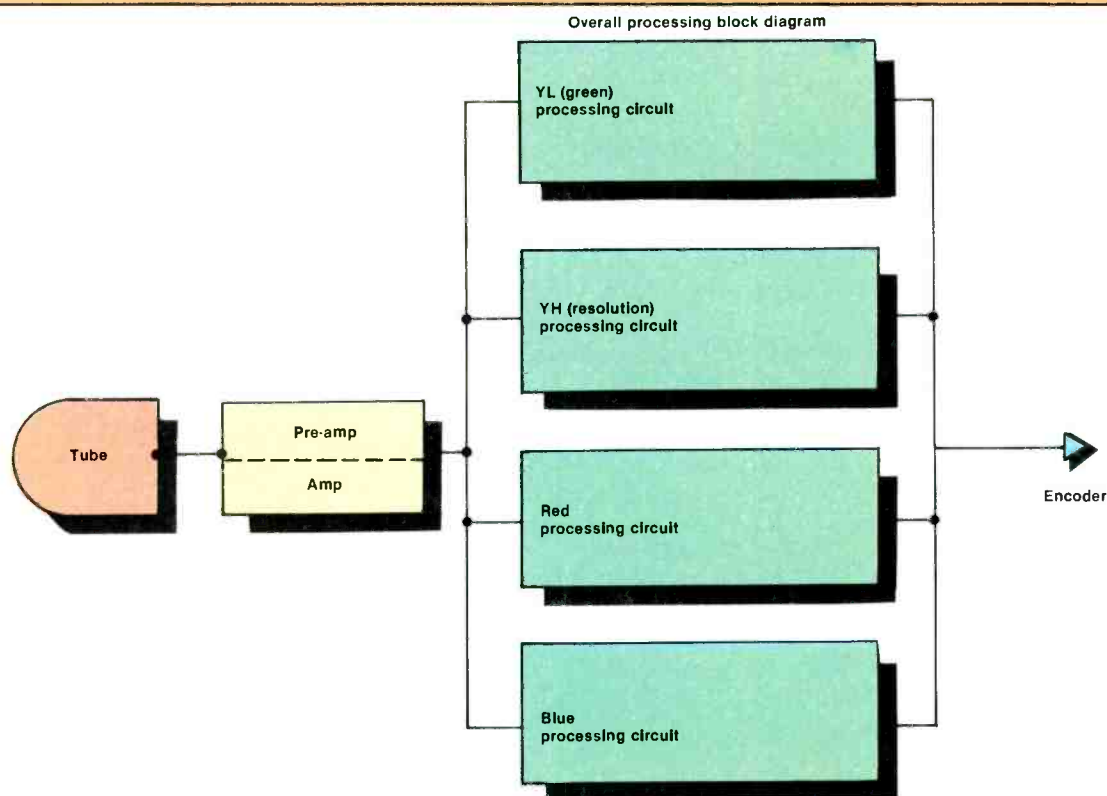 Overall processing block diagram
YL (green)
processing circuit
YH (resolution)
processing circuit
Tube
Pre-amp
Amp
Red
processing circuit
Encoder
Blue
processing circuit